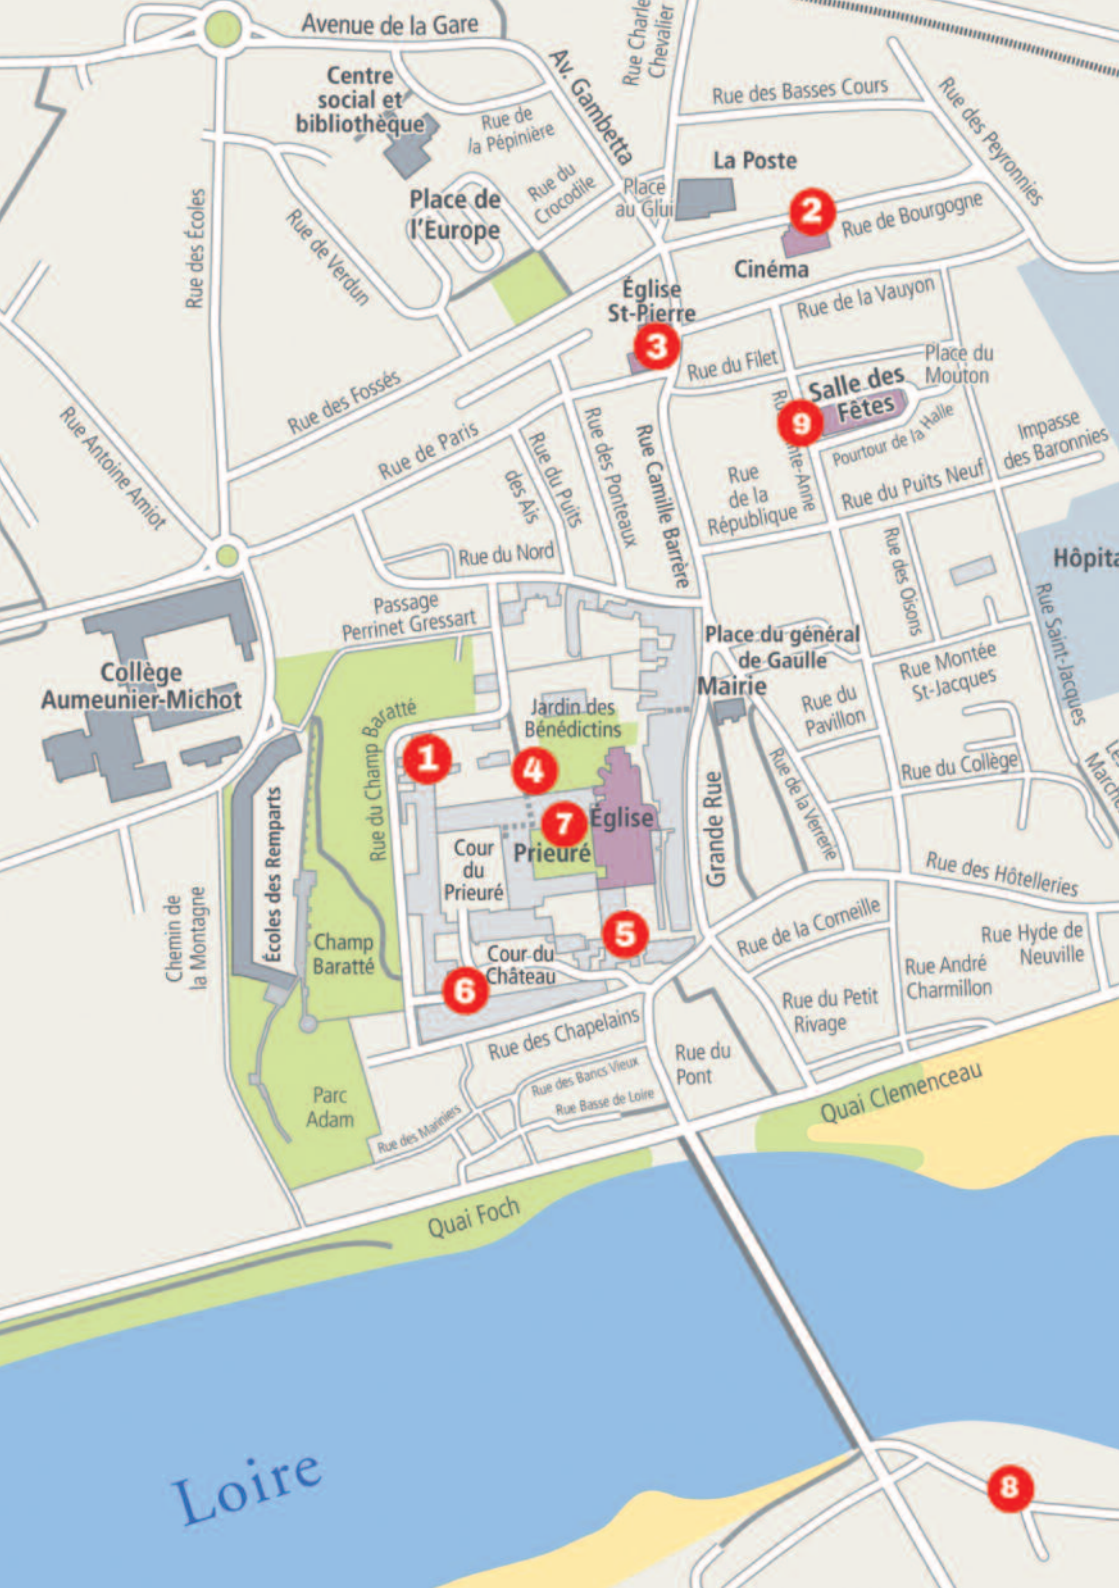 Avenue de la Gare
Rue Charle
Chevalier
Av. Gambetta
Centre
social et
bibliothèque
Rue de
la Pépinière
Rue des Basses Cours
Rue des Peyronnies
La Poste
Place
au Glui
Rue du
Crocodile
Place de
l'Europe
2
Rue de Bourgogne
Cinéma
Rue des Écoles
Rue de Verdun
Église
St-Pierre
3
Rue de la Vauyon
Rue du Filet
Place du
Mouton
Salle des
Fêtes
9
Pourtour de la Halle
Impasse
des Baronnies
Rue des Fossés
Rue de Paris
Rue Antoine Amiot
Rue du Puits
des Ais
Rue des Ponteaux
Rue Camille Barrère
Rue
de la
République
nte-Anne
Rue du Puits Neuf
Rue des Oisons
Hôpita
Rue du Nord
Passage
Perrinet Gressart
Rue Saint-Jacques
Place du général
de Gaulle
Mairie
Rue Montée
St-Jacques
Rue du
Pavillon
Collège
Aumeunier-Michot
Jardin des
Bénédictins
Rue du Champ Baratté
1
4
7
Église
Prieuré
Cour
du
Prieuré
Grande Rue
Rue de la Verrerie
Rue du Collège
Les
March
Écoles des Remparts
Rue des Hôtelleries
Chemin de
la Montagne
Champ
Baratté
5
Cour du
Château
6
Rue de la Corneille
Rue Hyde de
Neuville
Rue André
Charmillon
Rue du Petit
Rivage
Rue des Chapelains
Rue du
Pont
Rue des Bancs Vieux
Rue Basse de Loire
Rue des Mariniers
Parc
Adam
Quai Clemenceau
Quai Foch
Loire
8